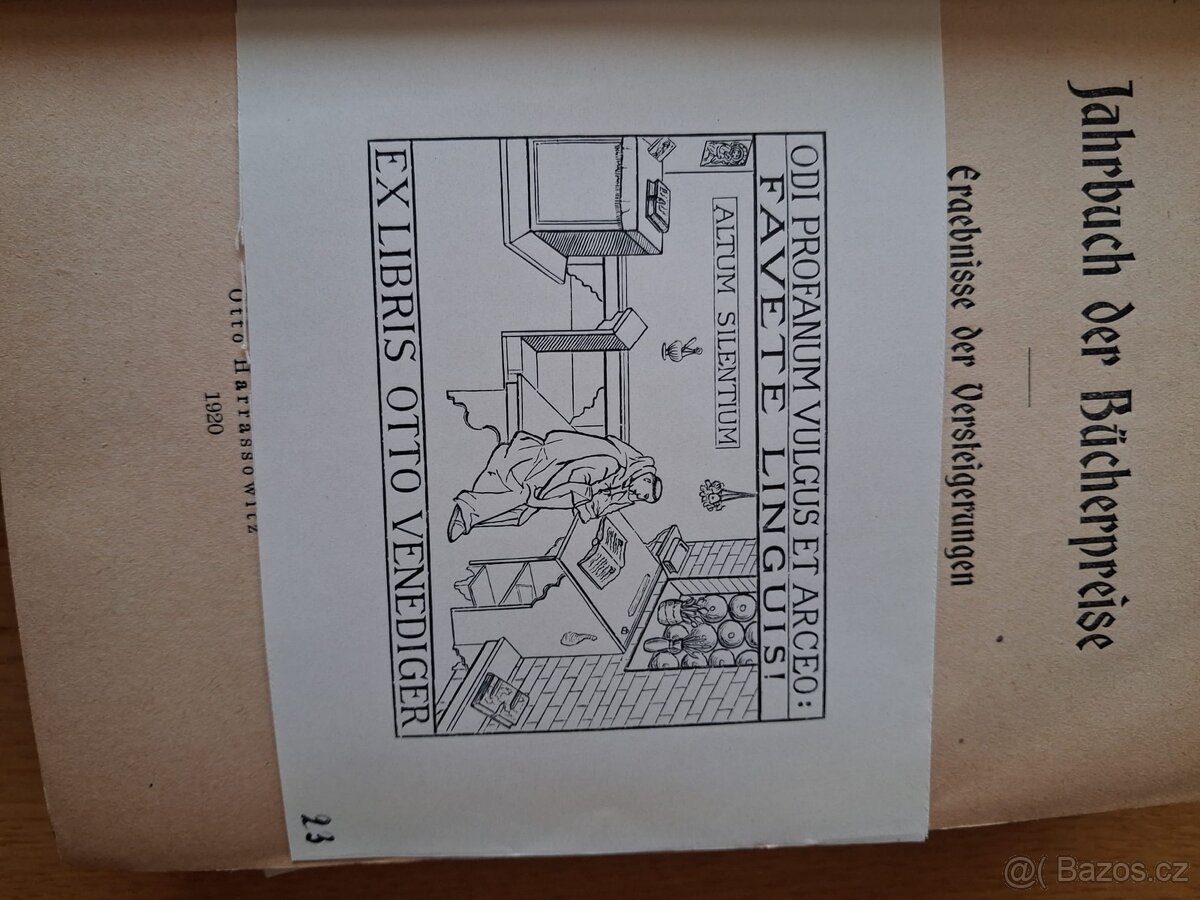 Jahrbuch der Bücherpreise
Ergebnisse der Versteigerungen
ODI PROFANUM VULGUS ET ARCEO:
FAVETE LINGUIS!
ALTUM SILENTIUM
EX LIBRIS OTTO VENEDIGER
23
Otto Harrassowitz
1920
@( Bazos.cz